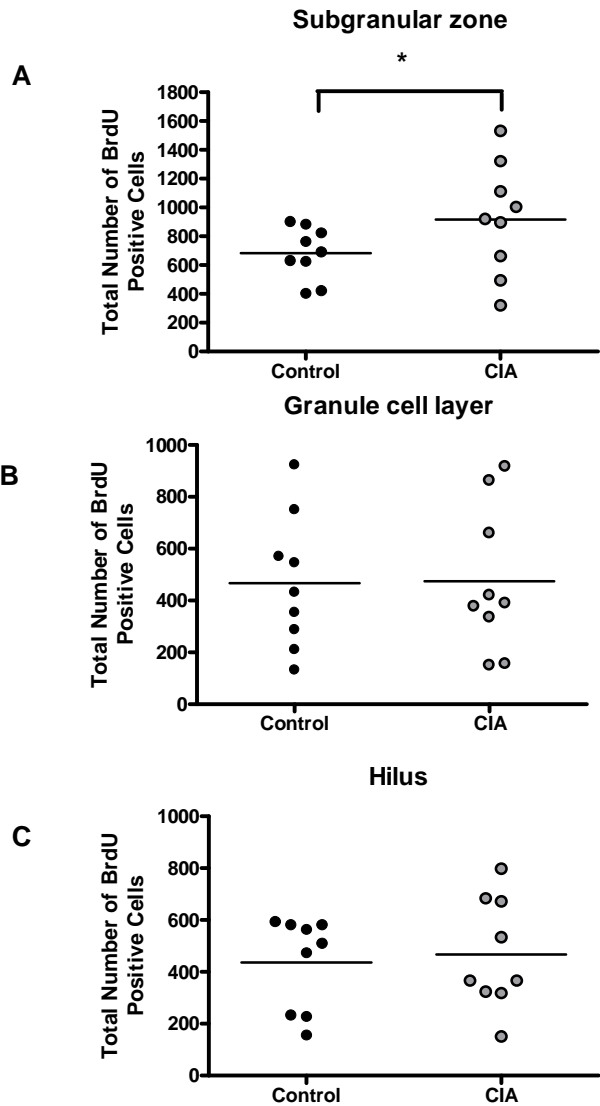 Subgranular zone
A
*
Total Number of BrdU
Positive Cells
1800
1600
1400
1200
1000
800
600
400
200
0
Control
CIA
Granule cell layer
B
Total Number of BrdU
Positive Cells
1000
800
600
400
200
0
Control
CIA
Hilus
C
Total Number of BrdU
Positive Cells
1000
800
600
400
200
0
Control
CIA